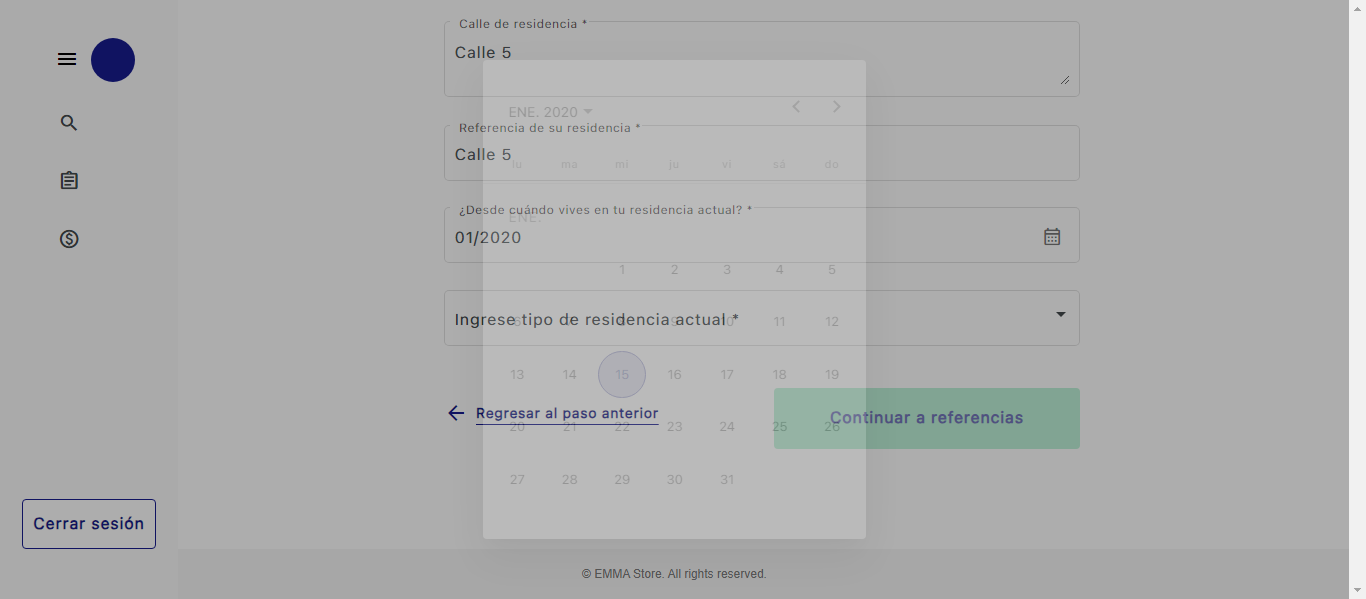 Calle de residencia *
Calle 5
ENE. 2020
Referencia de su residencia *
Calle 5
lu ma mi ju vi sá do
¿Desde cuándo vives en tu residencia actual? *
ENE.
01/2020
1 2 3 4 5
Ingrese tipo de residencia actual *
6 7 8 9 10 11 12
13 14 15 16 17 18 19
Regresar al paso anterior
Continuar a referencias
20 21 22 23 24 25 26
27 28 29 30 31
Cerrar sesión
© EMMA Store. All rights reserved.